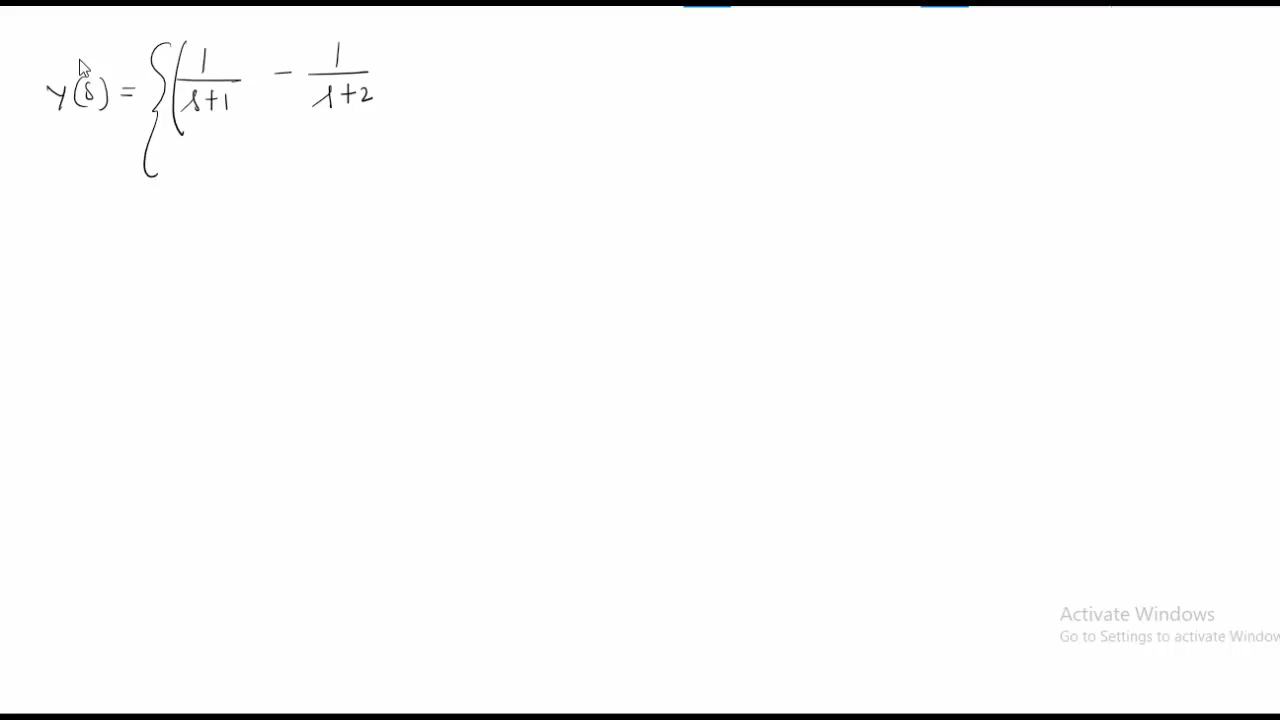 y(s) = { ( 1/(s+1) - 1/(s+2)
Activate Windows
Go to Settings to activate Window